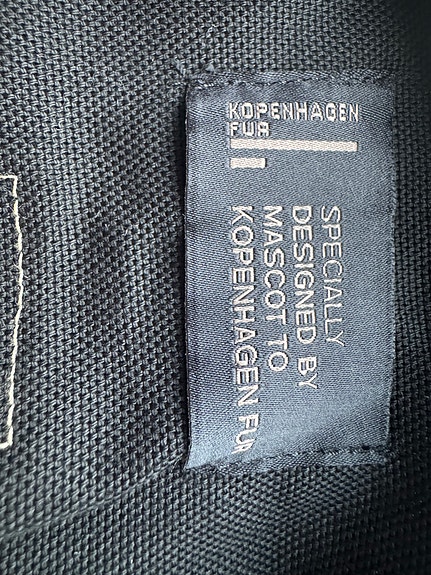 KOPENHAGEN
FUR
SPECIALLY
DESIGNED BY
MASCOT TO
KOPENHAGEN FUR